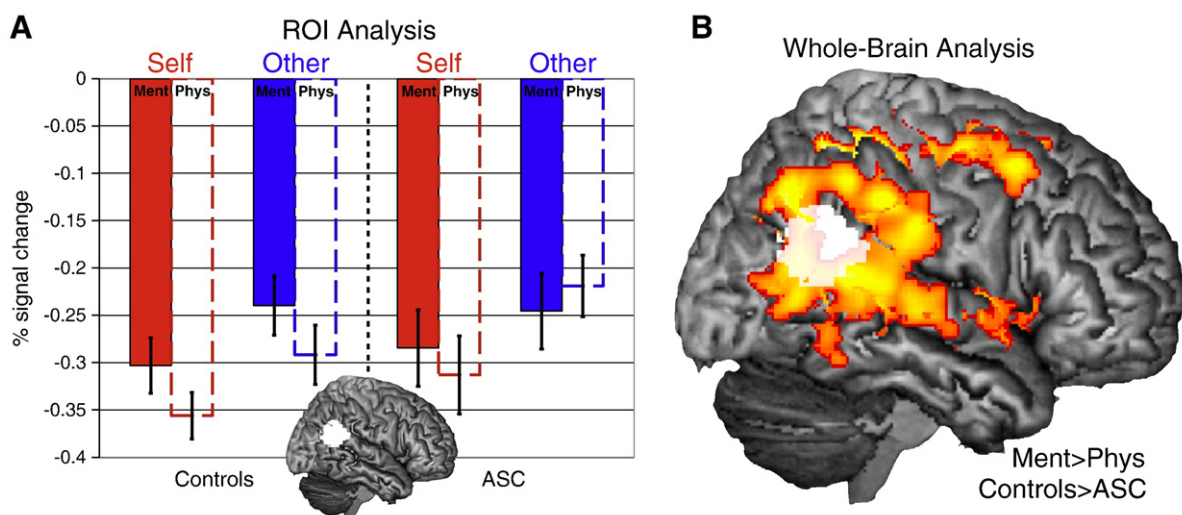 A
ROI Analysis
Self Other Self Other
Ment Phys Ment Phys Ment Phys Ment Phys
0
-0.05
-0.1
-0.15
-0.2
-0.25
-0.3
-0.35
-0.4
% signal change
Controls ASC
B
Whole-Brain Analysis
Ment>Phys
Controls>ASC